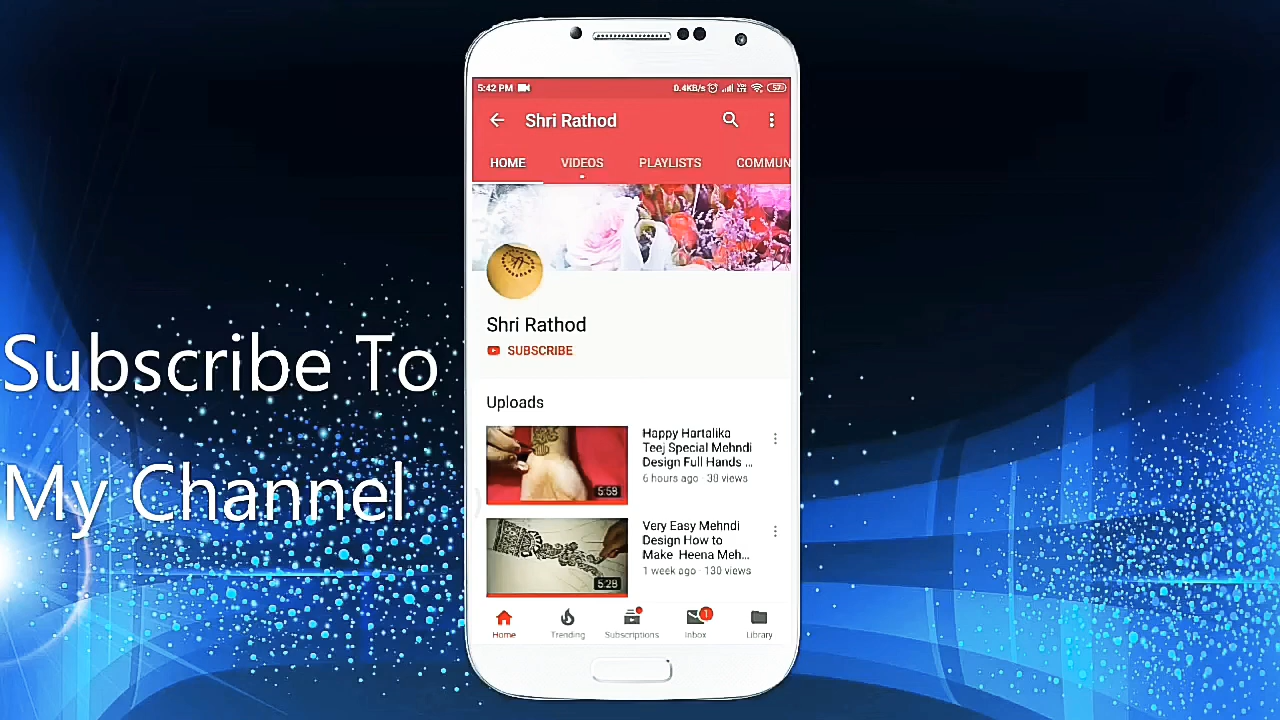 5:42 PM 0.4KB/s 57
Shri Rathod
HOME VIDEOS PLAYLISTS COMMUN
Shri Rathod
SUBSCRIBE
Uploads
Happy Hartalika
Teej Special Mehndi
Design Full Hands ...
6 hours ago · 30 views
5:58
Very Easy Mehndi
Design How to
Make Heena Meh...
1 week ago · 130 views
5:28
Home Trending Subscriptions Inbox 1 Library
Subscribe To
My Channel